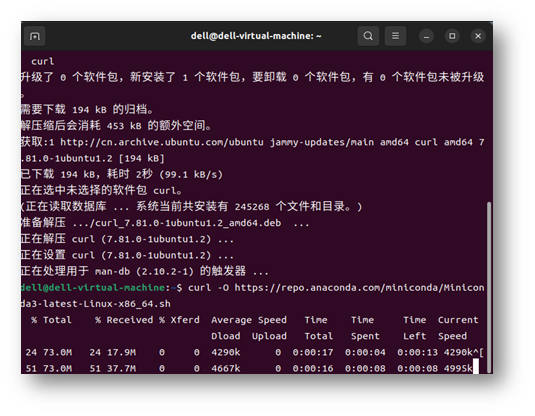 dell@dell-virtual-machine: ~
curl
升级了 0 个软件包，新安装了 1 个软件包，要卸载 0 个软件包，有 0 个软件包未被升级
。
需要下载 194 kB 的归档。
解压缩后会消耗 453 kB 的额外空间。
获取:1 http://cn.archive.ubuntu.com/ubuntu jammy-updates/main amd64 curl amd64 7
.81.0-1ubuntu1.2 [194 kB]
已下载 194 kB，耗时 2秒 (99.1 kB/s)
正在选中未选择的软件包 curl。
(正在读取数据库 ... 系统当前共安装有 245268 个文件和目录。)
准备解压 .../curl_7.81.0-1ubuntu1.2_amd64.deb  ...
正在解压 curl (7.81.0-1ubuntu1.2) ...
正在设置 curl (7.81.0-1ubuntu1.2) ...
正在处理用于 man-db (2.10.2-1) 的触发器 ...
dell@dell-virtual-machine:~$ curl -O https://repo.anaconda.com/miniconda/Minicon
da3-latest-Linux-x86_64.sh
% Total    % Received % Xferd  Average Speed   Time    Time     Time  Current
Dload  Upload   Total   Spent    Left  Speed
24 73.0M   24 17.9M    0     0  4290k      0  0:00:17  0:00:04  0:00:13 4290k^[
51 73.0M   51 37.7M    0     0  4667k      0  0:00:16  0:00:08  0:00:08 4995k